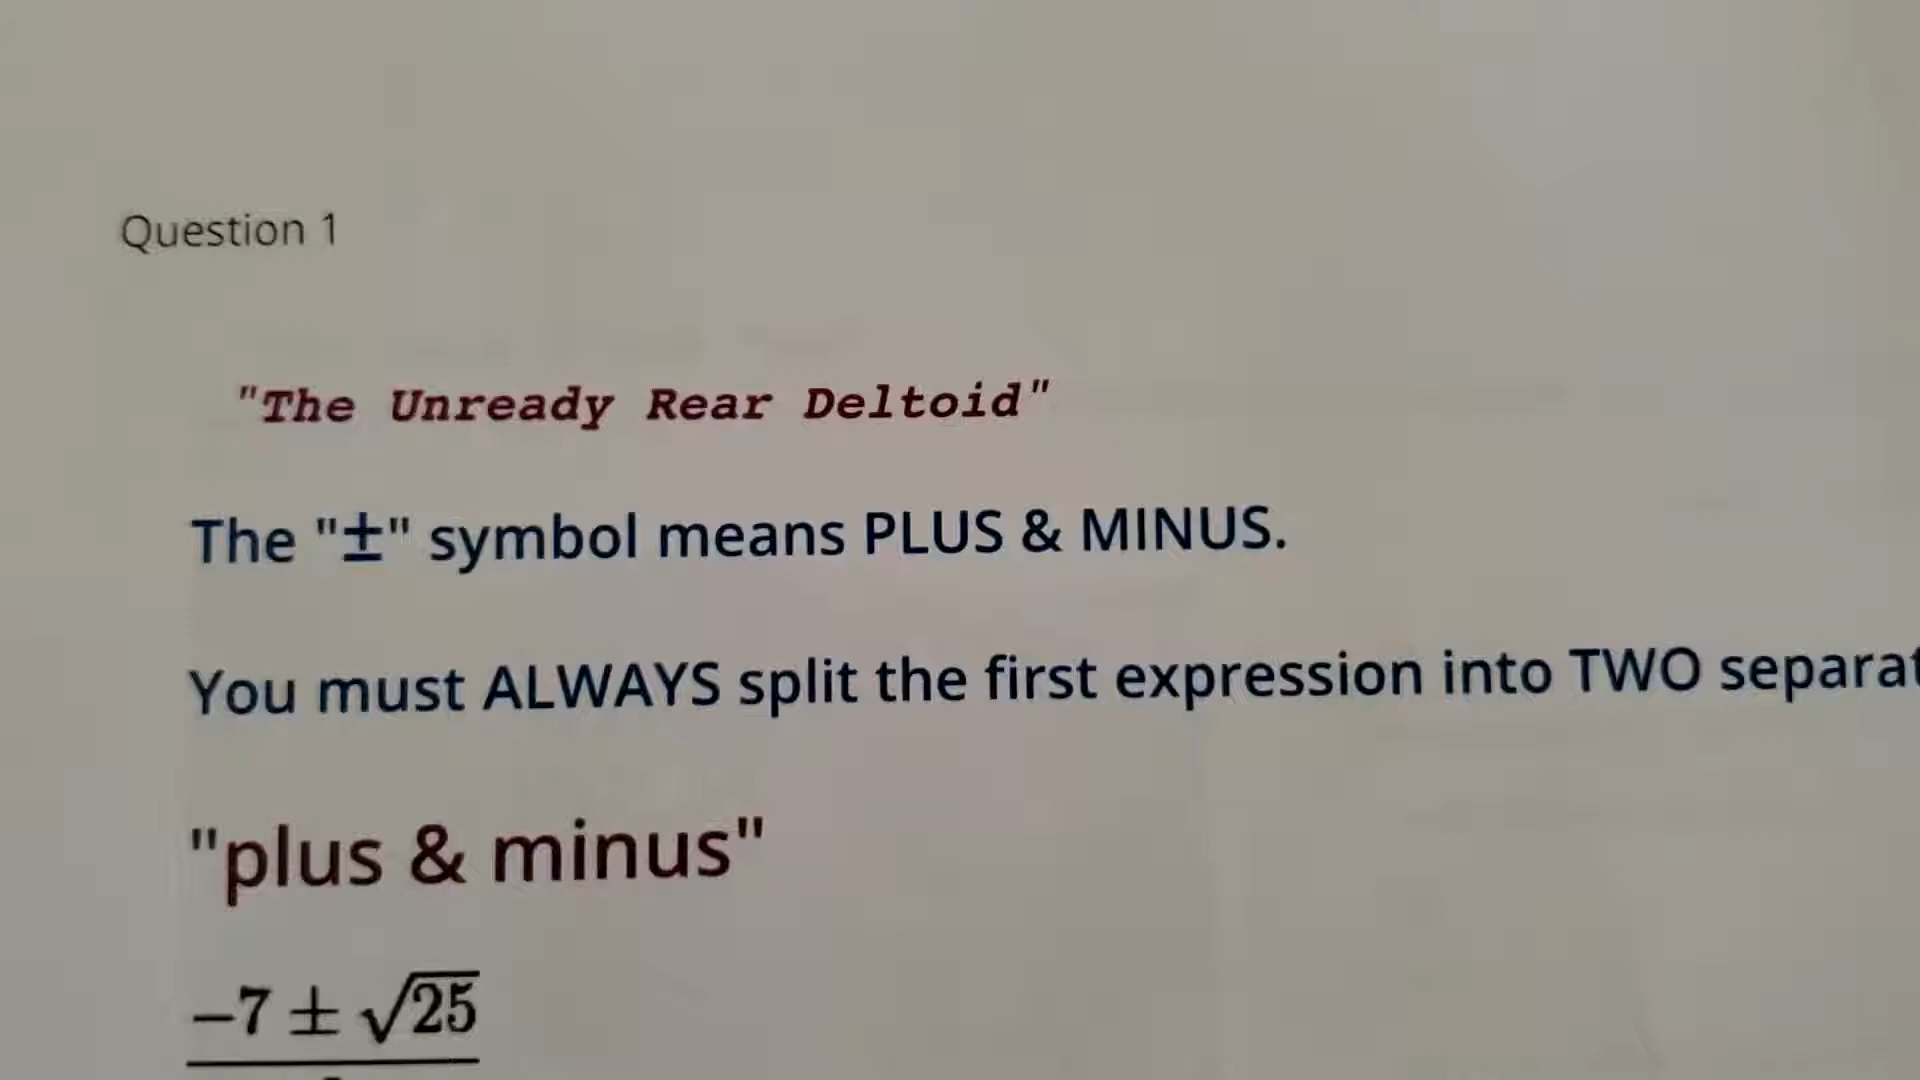 Question 1
"The Unready Rear Deltoid"
The "±" symbol means PLUS & MINUS.
You must ALWAYS split the first expression into TWO
"plus & minus"
−7 ± √25